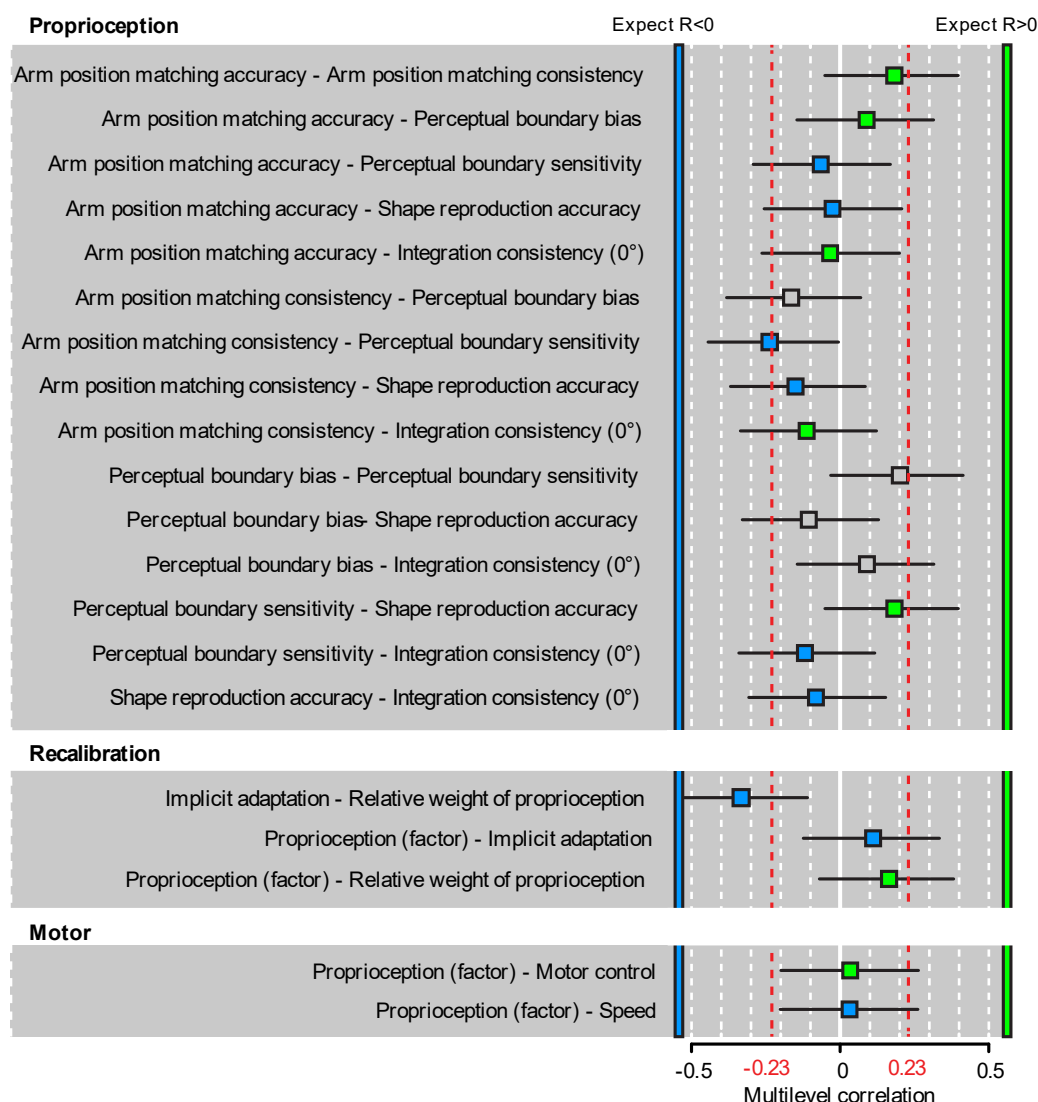 Proprioception
Expect R<0
Expect R>0
Arm position matching accuracy - Arm position matching consistency
Arm position matching accuracy - Perceptual boundary bias
Arm position matching accuracy - Perceptual boundary sensitivity
Arm position matching accuracy - Shape reproduction accuracy
Arm position matching accuracy - Integration consistency (0°)
Arm position matching consistency - Perceptual boundary bias
Arm position matching consistency - Perceptual boundary sensitivity
Arm position matching consistency - Shape reproduction accuracy
Arm position matching consistency - Integration consistency (0°)
Perceptual boundary bias - Perceptual boundary sensitivity
Perceptual boundary bias- Shape reproduction accuracy
Perceptual boundary bias - Integration consistency (0°)
Perceptual boundary sensitivity - Shape reproduction accuracy
Perceptual boundary sensitivity - Integration consistency (0°)
Shape reproduction accuracy - Integration consistency (0°)
Recalibration
Implicit adaptation - Relative weight of proprioception
Proprioception (factor) - Implicit adaptation
Proprioception (factor) - Relative weight of proprioception
Motor
Proprioception (factor) - Motor control
Proprioception (factor) - Speed
-0.5 -0.23 0 0.23 0.5
Multilevel correlation